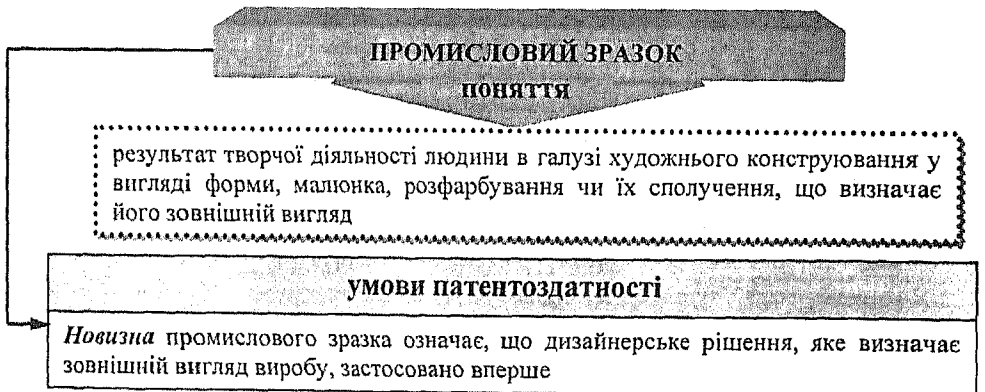 ПРОМИСЛОВИЙ ЗРАЗОК
поняття
результат творчої діяльності людини в галузі художнього конструювання у
вигляді форми, малюнка, розфарбування чи їх сполучення, що визначає
його зовнішній вигляд
умови патентоздатності
Новизна промислового зразка означає, що дизайнерське рішення, яке визначає
зовнішній вигляд виробу, застосовано вперше